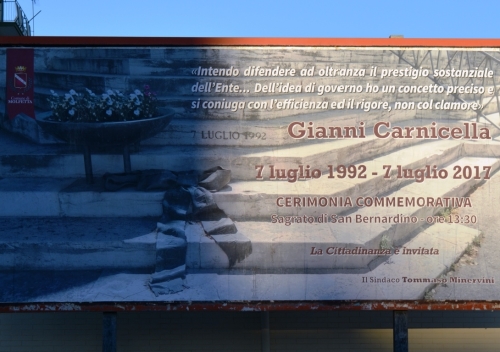 «Intendo difendere ad oltranza il prestigio sostanziale
dell'Ente... Dell'idea di governo ho un concetto preciso e
si coniuga con l'efficienza ed il rigore, non col clamore
MOLFETTA
7 LUGLIO 1992
Gianni Carnicella
7 luglio 1992 - 7 luglio 2017
CERIMONIA COMMEMORATIVA
Sagrato di San Bernardino - ore 13:30
La Cittadinanza è invitata
Il Sindaco Tommaso Minervini